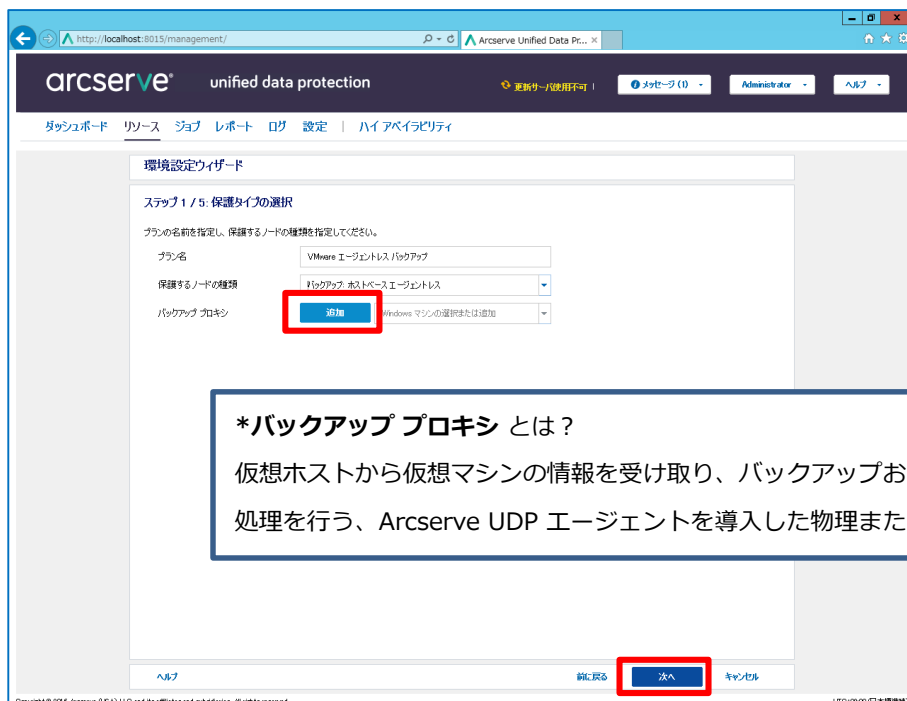 http://localhost:8015/management/
Arcserve Unified Data Pr... ×
arcserve® unified data protection
更新サーバ使用不可 |
メッセージ (1)
Administrator
ヘルプ
ダッシュボード リソース ジョブ レポート ログ 設定 | ハイ アベイラビリティ
環境設定ウィザード
ステップ 1 / 5: 保護タイプの選択
プランの名前を指定し、保護するノードの種類を指定してください。
プラン名 VMware エージェントレス バックアップ
保護するノードの種類 バックアップ: ホストベース エージェントレス
バックアップ プロキシ 追加 Windows マシンの選択または追加
*バックアップ プロキシ とは？
仮想ホストから仮想マシンの情報を受け取り、バックアップお
処理を行う、Arcserve UDP エージェントを導入した物理また
ヘルプ 前に戻る 次へ キャンセル